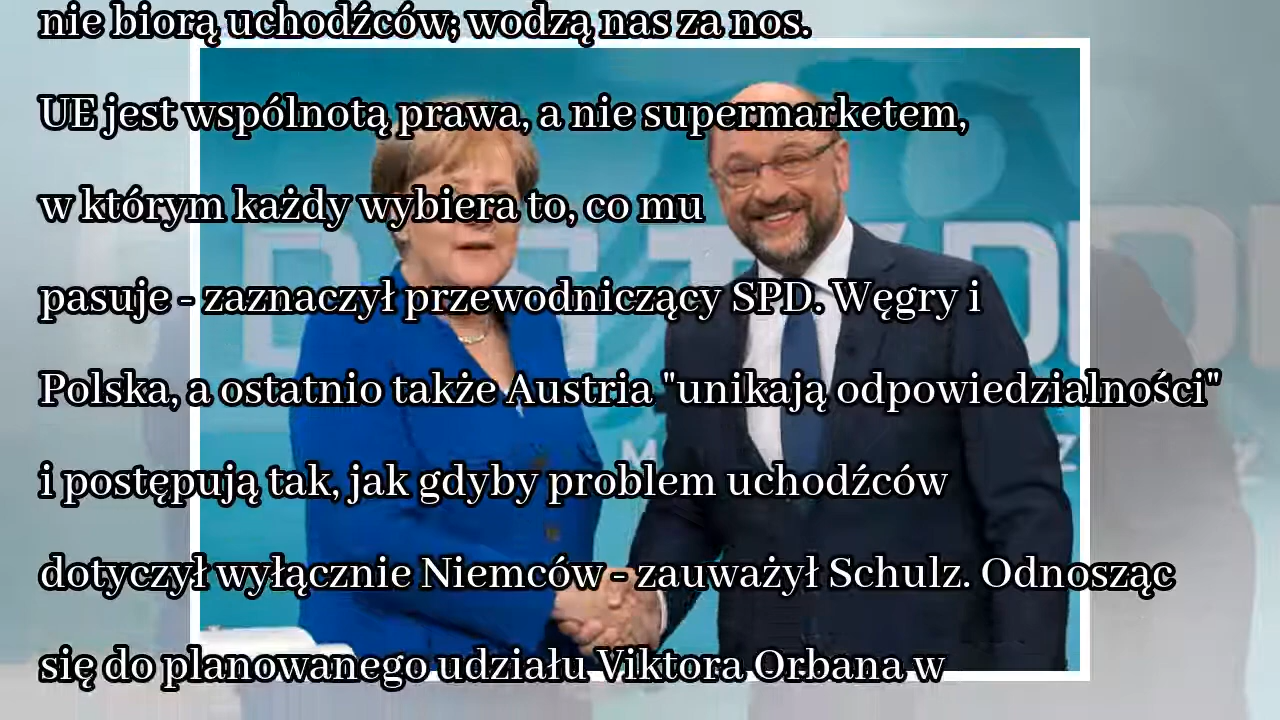 nie biorą uchodźców; wodzą nas za nos.
UE jest wspólnotą prawa, a nie supermarketem,
w którym każdy wybiera to, co mu
pasuje - zaznaczył przewodniczący SPD. Węgry i
Polska, a ostatnio także Austria "unikają odpowiedzialności"
i postępują tak, jak gdyby problem uchodźców
dotyczył wyłącznie Niemców - zauważył Schulz. Odnosząc
się do planowanego udziału Viktora Orbana w